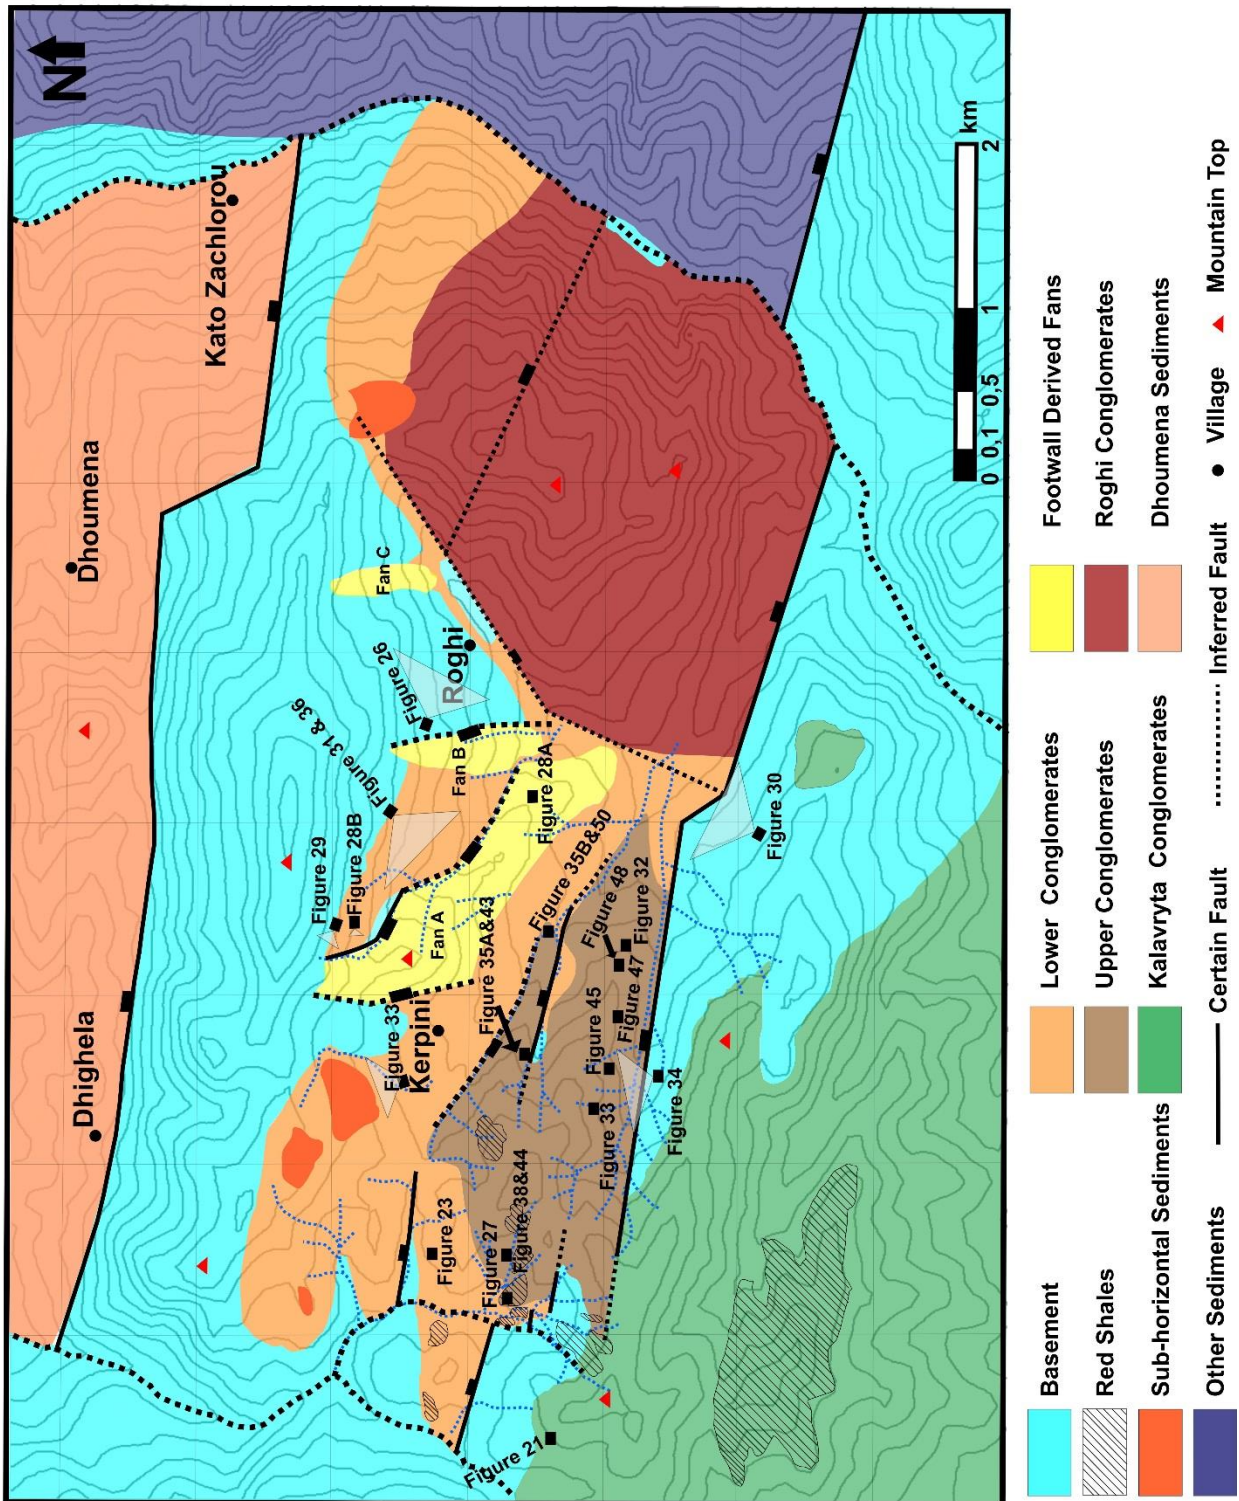 N
Dhighela
Dhoumena
Kato Zachlorou
Figure 29
Figure 28B
Figure 31 & 36
Figure 26
Roghi
Fan C
Figure 33
Kerpini
Fan A
Fan B
Figure 28A
Figure 35A&43
Figure 35B&50
Figure 23
Figure 27
Figure 38&44
Figure 33
Figure 45
Figure 47
Figure 48
Figure 32
Figure 34
Figure 30
Figure 21
0 0,1 0,5 1 2 km
Basement
Lower Conglomerates
Footwall Derived Fans
Red Shales
Upper Conglomerates
Roghi Conglomerates
Sub-horizontal Sediments
Kalavryta Conglomerates
Dhoumena Sediments
Other Sediments
Certain Fault
Inferred Fault
Village
Mountain Top